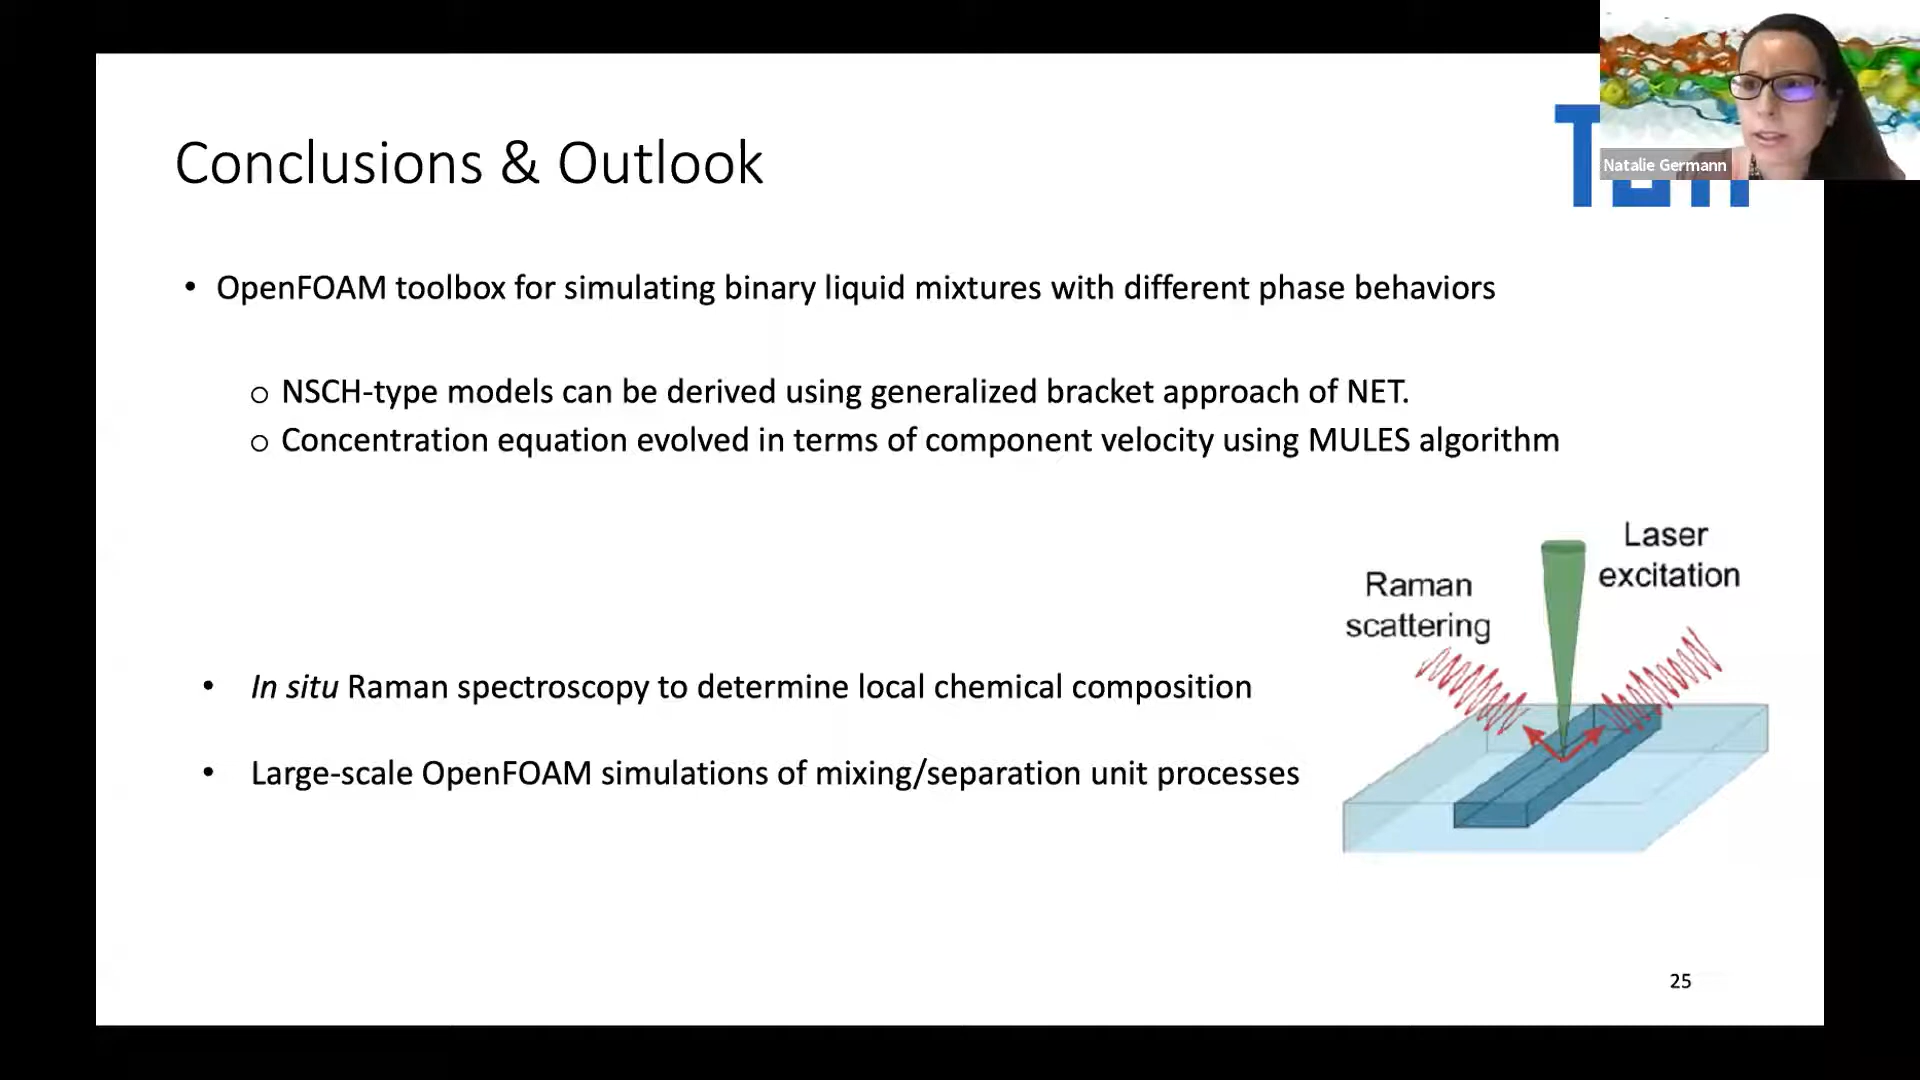 Natalie Germann
Conclusions & Outlook
• OpenFOAM toolbox for simulating binary liquid mixtures with different phase behaviors
o NSCH-type models can be derived using generalized bracket approach of NET.
o Concentration equation evolved in terms of component velocity using MULES algorithm
Laser
excitation
Raman
scattering
• In situ Raman spectroscopy to determine local chemical composition
• Large-scale OpenFOAM simulations of mixing/separation unit processes
25